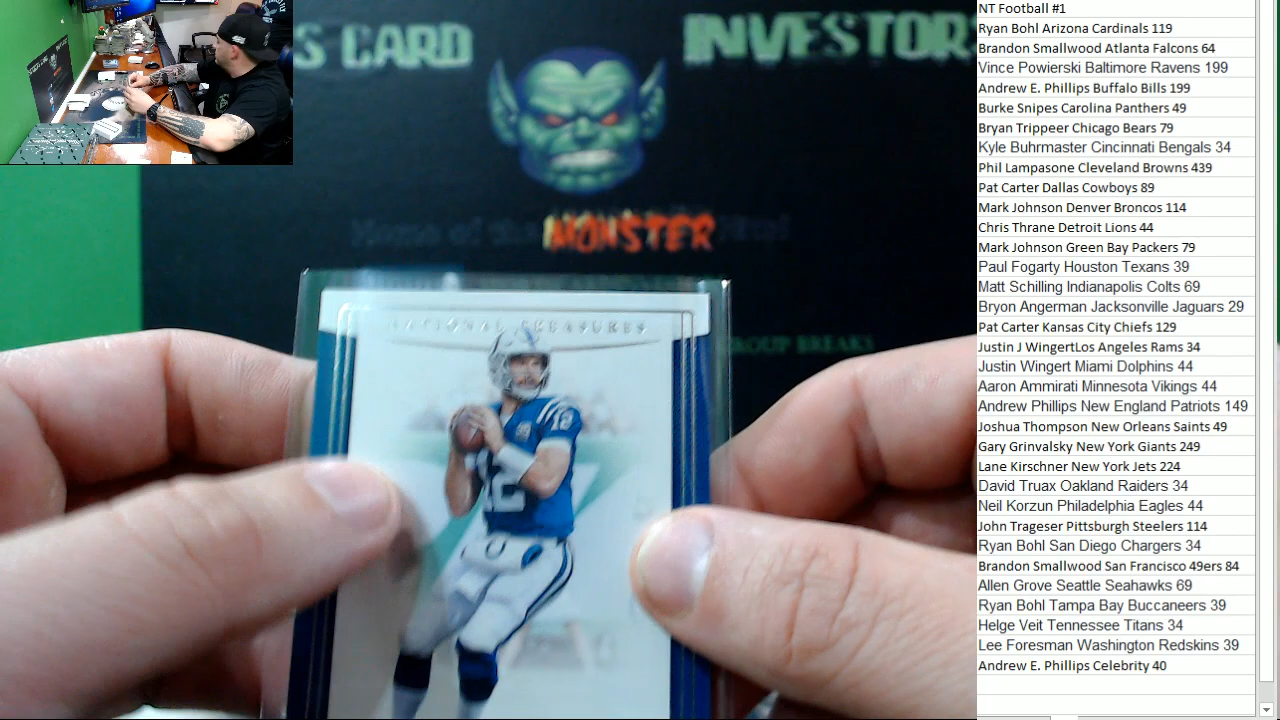 S CARD
INVESTOR
MONSTER
GROUP BREAKS
NATIONAL TREASURES
12
12
NT Football #1
Ryan Bohl Arizona Cardinals 119
Brandon Smallwood Atlanta Falcons 64
Vince Powierski Baltimore Ravens 199
Andrew E. Phillips Buffalo Bills 199
Burke Snipes Carolina Panthers 49
Bryan Trippeer Chicago Bears 79
Kyle Buhrmaster Cincinnati Bengals 34
Phil Lampasone Cleveland Browns 439
Pat Carter Dallas Cowboys 89
Mark Johnson Denver Broncos 114
Chris Thrane Detroit Lions 44
Mark Johnson Green Bay Packers 79
Paul Fogarty Houston Texans 39
Matt Schilling Indianapolis Colts 69
Bryon Angerman Jacksonville Jaguars 29
Pat Carter Kansas City Chiefs 129
Justin J WingertLos Angeles Rams 34
Justin Wingert Miami Dolphins 44
Aaron Ammirati Minnesota Vikings 44
Andrew Phillips New England Patriots 149
Joshua Thompson New Orleans Saints 49
Gary Grinvalsky New York Giants 249
Lane Kirschner New York Jets 224
David Truax Oakland Raiders 34
Neil Korzun Philadelphia Eagles 44
John Trageser Pittsburgh Steelers 114
Ryan Bohl San Diego Chargers 34
Brandon Smallwood San Francisco 49ers 84
Allen Grove Seattle Seahawks 69
Ryan Bohl Tampa Bay Buccaneers 39
Helge Veit Tennessee Titans 34
Lee Foresman Washington Redskins 39
Andrew E. Phillips Celebrity 40